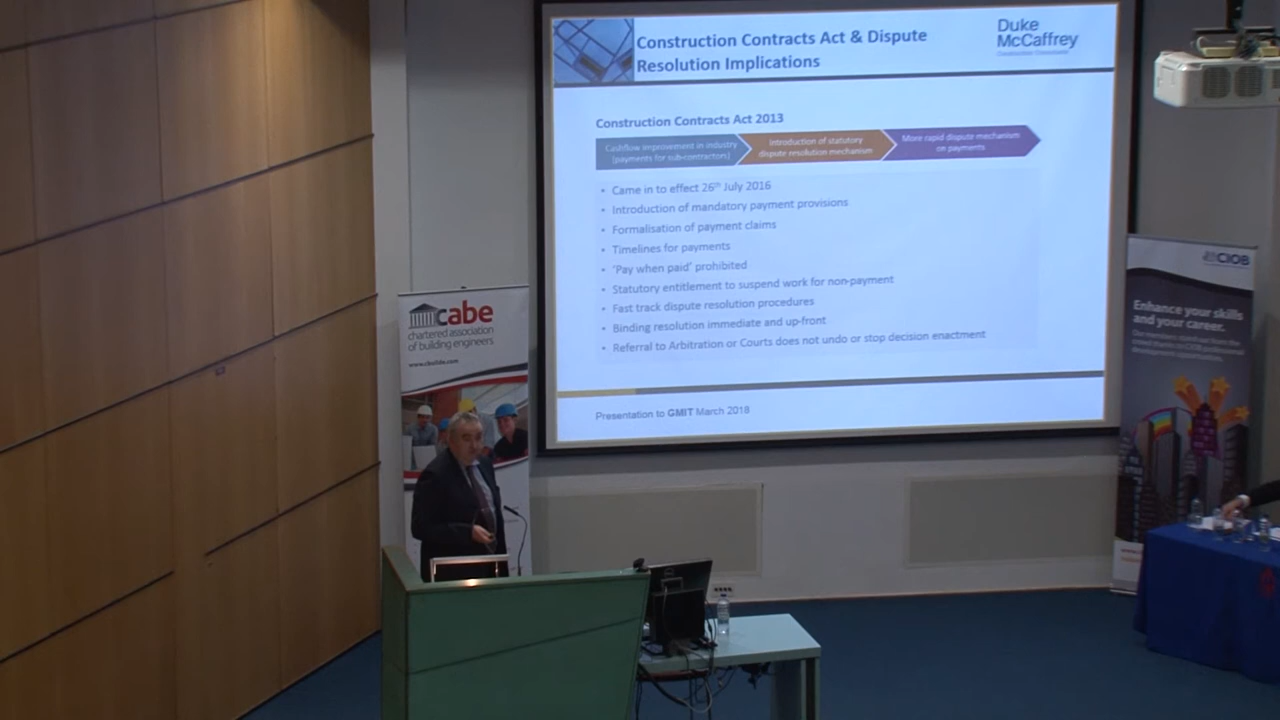 Construction Contracts Act & Dispute
Resolution Implications
Duke
McCaffrey
Construction Contracts Act 2013
Cashflow improvement in industry
(payments for sub-contractors)
Introduction of statutory
dispute resolution mechanism
More rapid dispute mechanism
on payments
• Came in to effect 26th July 2016
• Introduction of mandatory payment provisions
• Formalisation of payment claims
• Timelines for payments
• 'Pay when paid' prohibited
• Statutory entitlement to suspend work for non-payment
• Fast track dispute resolution procedures
• Binding resolution immediate and up-front
• Referral to Arbitration or Courts does not undo or stop decision enactment
Presentation to GMIT March 2018
cabe
chartered association
of building engineers
CIOB
Enhance your skills
and your career.